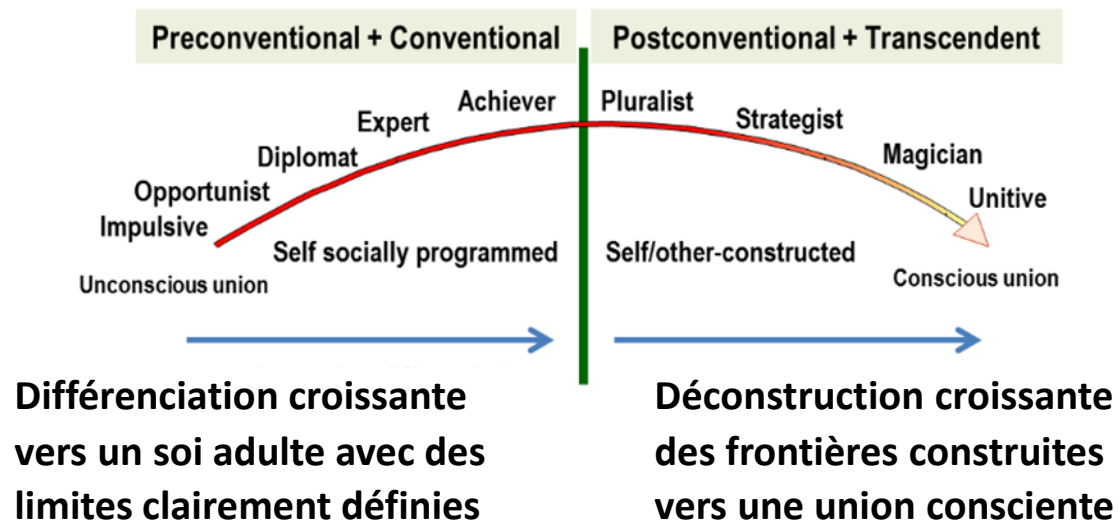 Preconventional + Conventional
Postconventional + Transcendent
Achiever
Pluralist
Expert
Strategist
Diplomat
Magician
Opportunist
Unitive
Impulsive
Self socially programmed
Self/other-constructed
Unconscious union
Conscious union
Différenciation croissante
vers un soi adulte avec des
limites clairement définies
Déconstruction croissante
des frontières construites
vers une union consciente